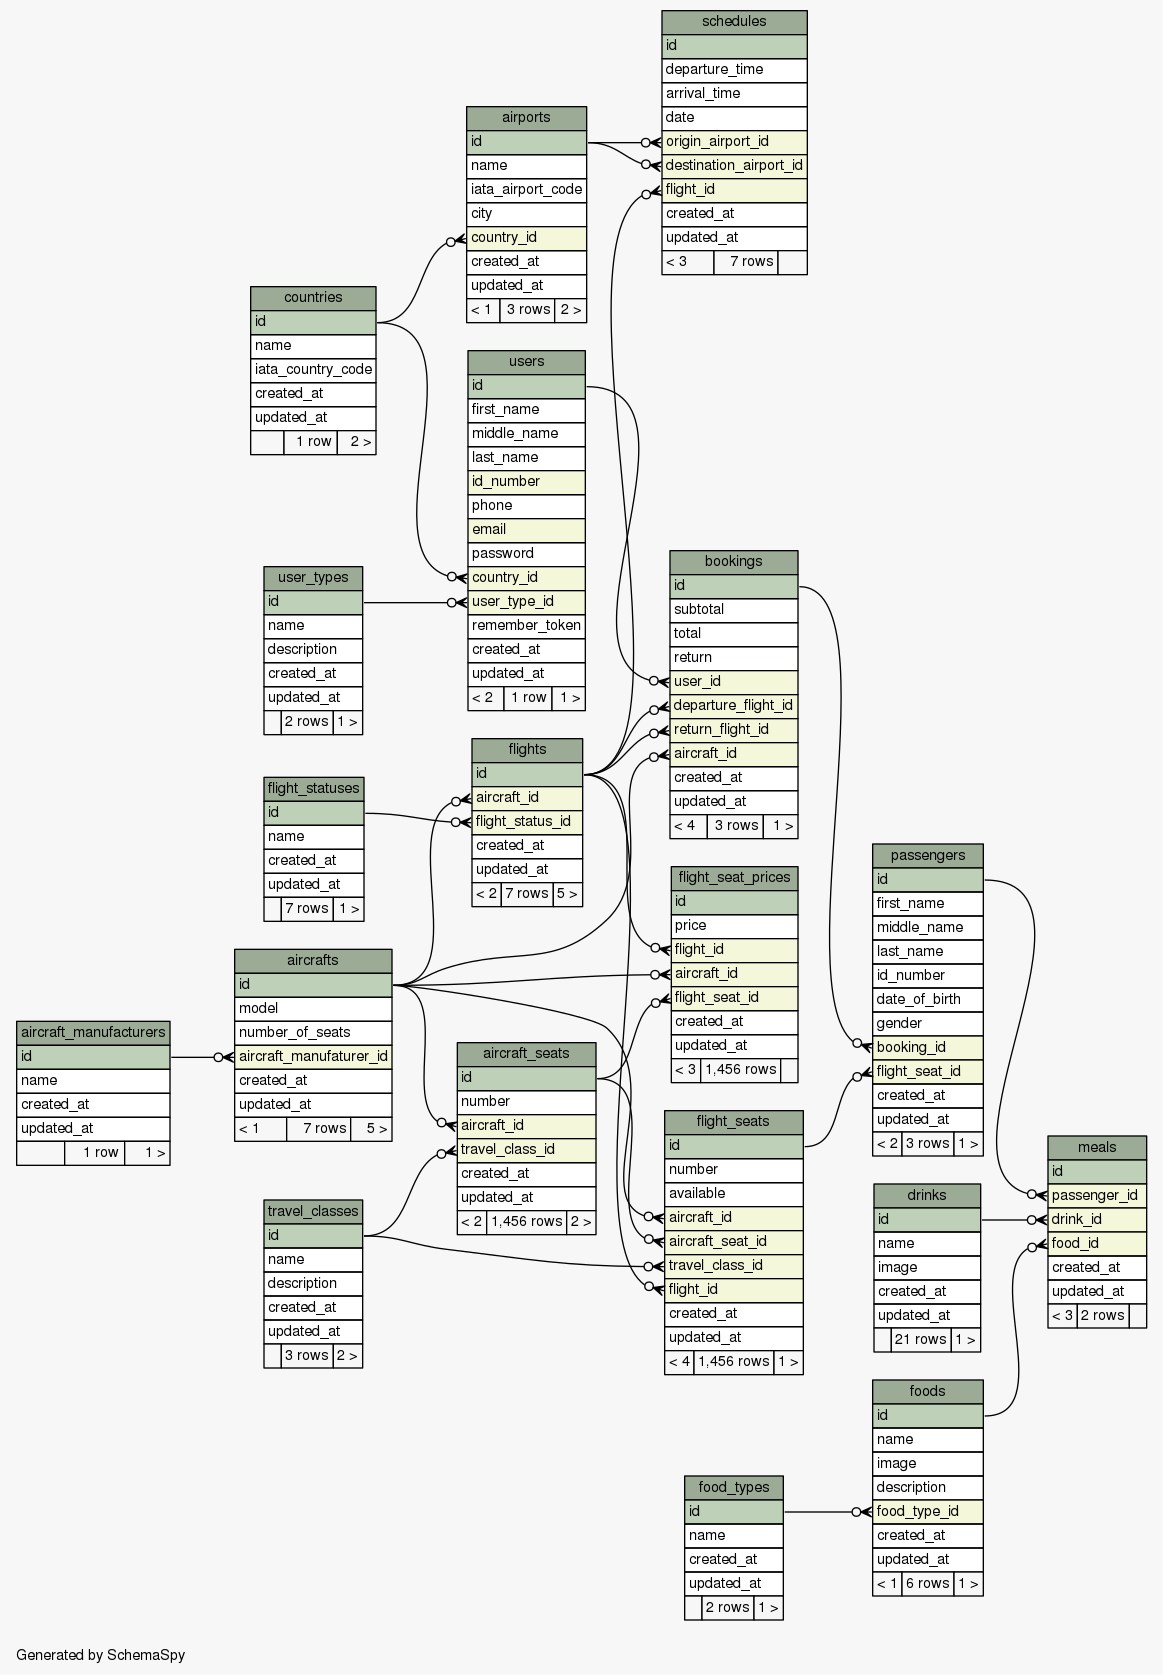 schedules
id
departure_time
arrival_time
date
origin_airport_id
destination_airport_id
flight_id
created_at
updated_at
< 3 7 rows
airports
id
name
iata_airport_code
city
country_id
created_at
updated_at
< 1 3 rows 2 >
countries
id
name
iata_country_code
created_at
updated_at
1 row 2 >
users
id
first_name
middle_name
last_name
id_number
phone
email
password
country_id
user_type_id
remember_token
created_at
updated_at
< 2 1 row 1 >
user_types
id
name
description
created_at
updated_at
2 rows 1 >
bookings
id
subtotal
total
return
user_id
departure_flight_id
return_flight_id
aircraft_id
created_at
updated_at
< 4 3 rows 1 >
flights
id
aircraft_id
flight_status_id
created_at
updated_at
< 2 7 rows 5 >
flight_statuses
id
name
created_at
updated_at
7 rows 1 >
passengers
id
first_name
middle_name
last_name
id_number
date_of_birth
gender
booking_id
flight_seat_id
created_at
updated_at
< 2 3 rows 1 >
flight_seat_prices
id
price
flight_id
aircraft_id
flight_seat_id
created_at
updated_at
< 3 1,456 rows
aircrafts
id
model
number_of_seats
aircraft_manufaturer_id
created_at
updated_at
< 1 7 rows 5 >
aircraft_manufacturers
id
name
created_at
updated_at
1 row 1 >
aircraft_seats
id
number
aircraft_id
travel_class_id
created_at
updated_at
< 2 1,456 rows 2 >
flight_seats
id
number
available
aircraft_id
aircraft_seat_id
travel_class_id
flight_id
created_at
updated_at
< 4 1,456 rows 1 >
meals
id
passenger_id
drink_id
food_id
created_at
updated_at
< 3 2 rows
drinks
id
name
image
created_at
updated_at
21 rows 1 >
travel_classes
id
name
description
created_at
updated_at
3 rows 2 >
foods
id
name
image
description
food_type_id
created_at
updated_at
< 1 6 rows 1 >
food_types
id
name
created_at
updated_at
2 rows 1 >
Generated by SchemaSpy